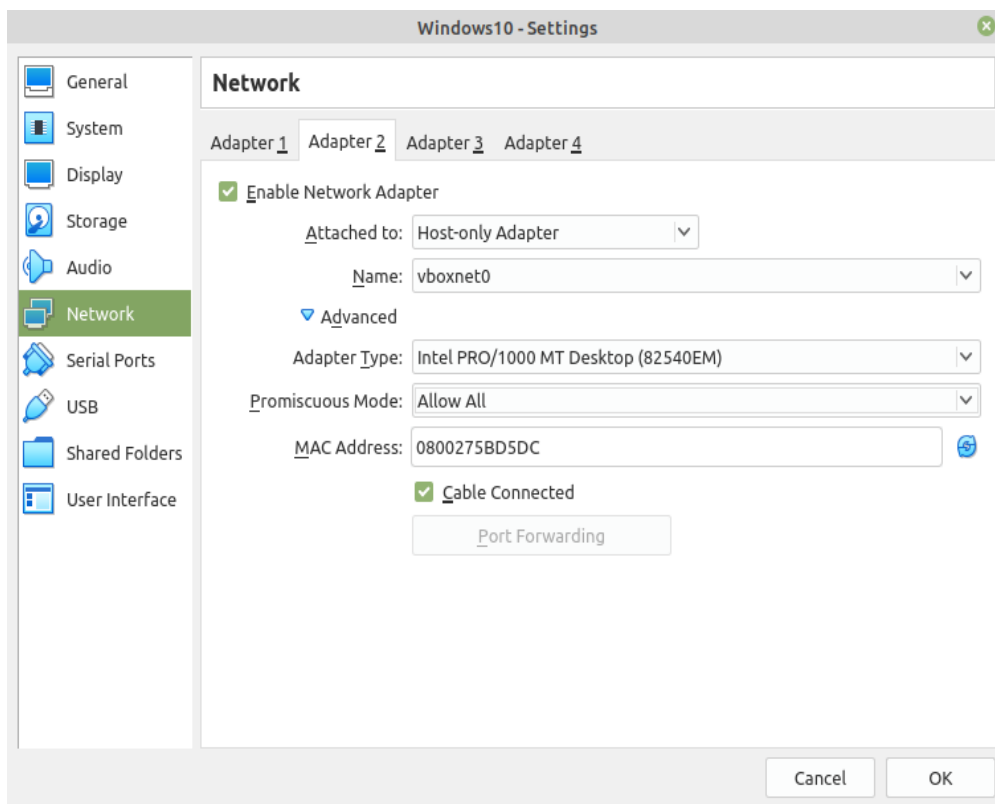 Windows10 - Settings
General
System
Display
Storage
Audio
Network
Serial Ports
USB
Shared Folders
User Interface
Network
Adapter 1 Adapter 2 Adapter 3 Adapter 4
Enable Network Adapter
Attached to: Host-only Adapter
Name: vboxnet0
Advanced
Adapter Type: Intel PRO/1000 MT Desktop (82540EM)
Promiscuous Mode: Allow All
MAC Address: 0800275BD5DC
Cable Connected
Port Forwarding
Cancel OK